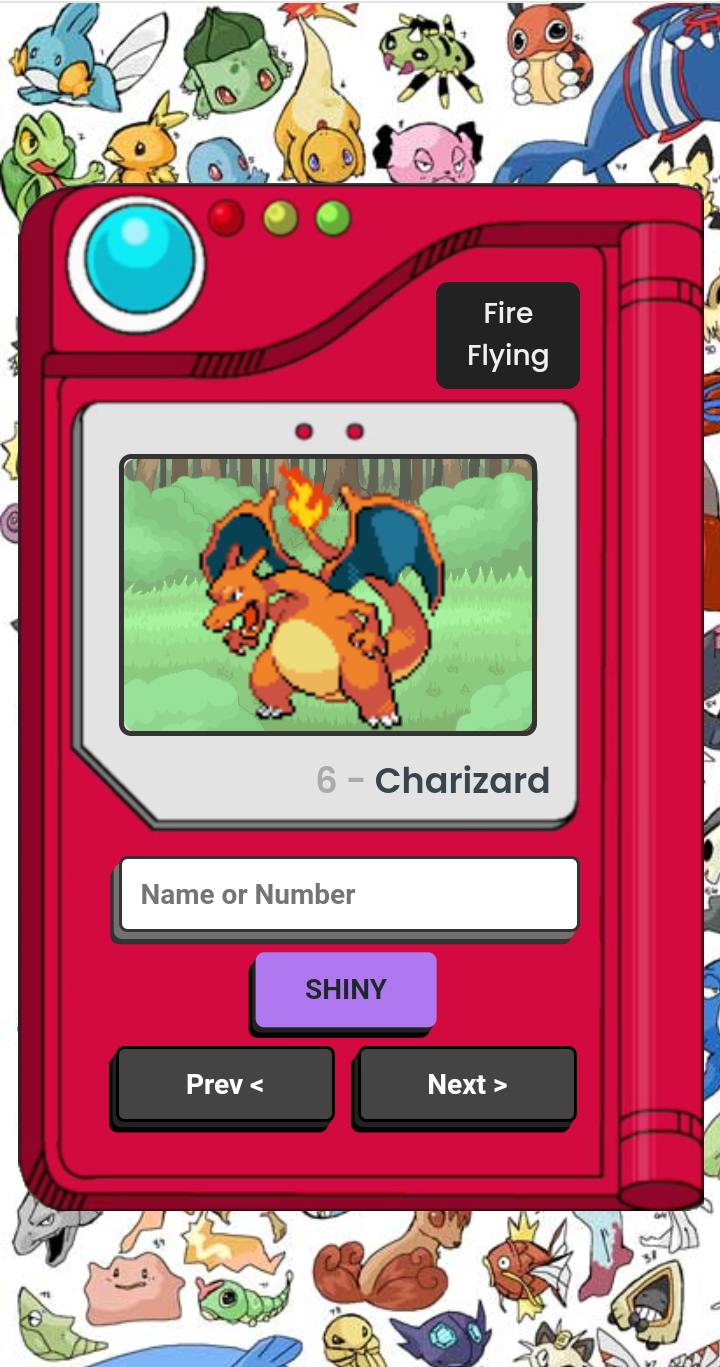 Fire
Flying
6 - Charizard
Name or Number
SHINY
Prev <
Next >